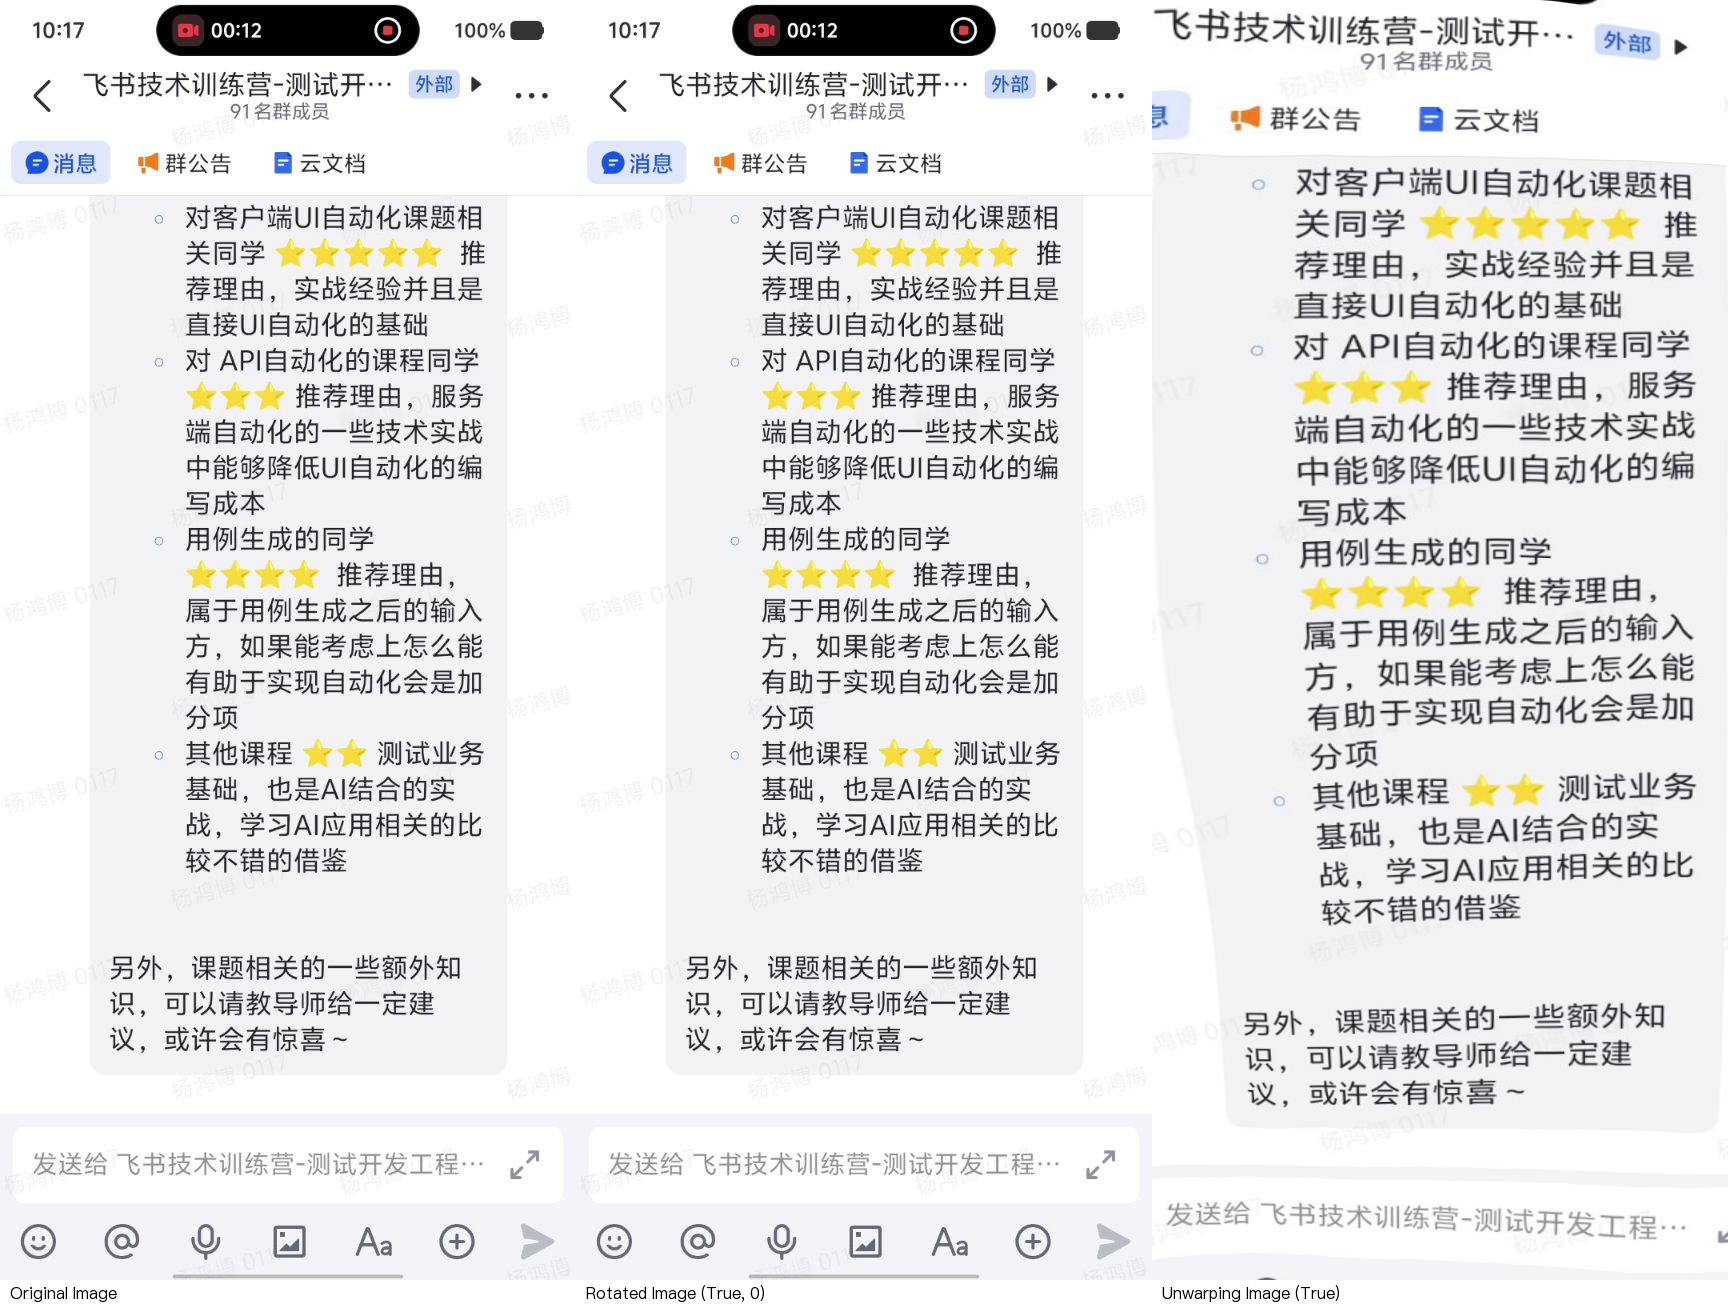 10:17
00:12
100%
飞书技术训练营-测试开… 外部
91名群成员
消息 群公告 云文档
对客户端UI自动化课题相
关同学 ⭐⭐⭐⭐⭐ 推
荐理由，实战经验并且是
直接UI自动化的基础
对 API自动化的课程同学
⭐⭐⭐ 推荐理由，服务
端自动化的一些技术实战
中能够降低UI自动化的编
写成本
用例生成的同学
⭐⭐⭐⭐ 推荐理由，
属于用例生成之后的输入
方，如果能考虑上怎么能
有助于实现自动化会是加
分项
其他课程 ⭐⭐ 测试业务
基础，也是AI结合的实
战，学习AI应用相关的比
较不错的借鉴
另外，课题相关的一些额外知
识，可以请教导师给一定建
议，或许会有惊喜～
发送给 飞书技术训练营-测试开发工程…
Aa
杨鸿博 0117
Original Image
10:17
00:12
100%
飞书技术训练营-测试开… 外部
91名群成员
消息 群公告 云文档
对客户端UI自动化课题相
关同学 ⭐⭐⭐⭐⭐ 推
荐理由，实战经验并且是
直接UI自动化的基础
对 API自动化的课程同学
⭐⭐⭐ 推荐理由，服务
端自动化的一些技术实战
中能够降低UI自动化的编
写成本
用例生成的同学
⭐⭐⭐⭐ 推荐理由，
属于用例生成之后的输入
方，如果能考虑上怎么能
有助于实现自动化会是加
分项
其他课程 ⭐⭐ 测试业务
基础，也是AI结合的实
战，学习AI应用相关的比
较不错的借鉴
另外，课题相关的一些额外知
识，可以请教导师给一定建
议，或许会有惊喜～
发送给 飞书技术训练营-测试开发工程…
Aa
杨鸿博 0117
Rotated Image (True, 0)
飞书技术训练营-测试开… 外部
91名群成员
息 群公告 云文档
对客户端UI自动化课题相
关同学 ⭐⭐⭐⭐⭐ 推
荐理由，实战经验并且是
直接UI自动化的基础
对 API自动化的课程同学
⭐⭐⭐ 推荐理由，服务
端自动化的一些技术实战
中能够降低UI自动化的编
写成本
用例生成的同学
⭐⭐⭐⭐ 推荐理由，
属于用例生成之后的输入
方，如果能考虑上怎么能
有助于实现自动化会是加
分项
其他课程 ⭐⭐ 测试业务
基础，也是AI结合的实
战，学习AI应用相关的比
较不错的借鉴
另外，课题相关的一些额外知
识，可以请教导师给一定建
议，或许会有惊喜～
发送给 飞书技术训练营-测试开发工程…
杨鸿博 0117
Unwarping Image (True)